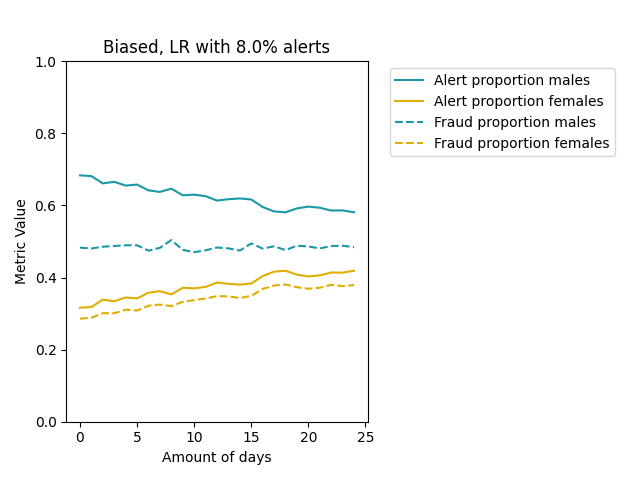 Biased, LR with 8.0% alerts
Alert proportion males
Alert proportion females
Fraud proportion males
Fraud proportion females
Metric Value
1.0
0.8
0.6
0.4
0.2
0.0
0 5 10 15 20 25
Amount of days